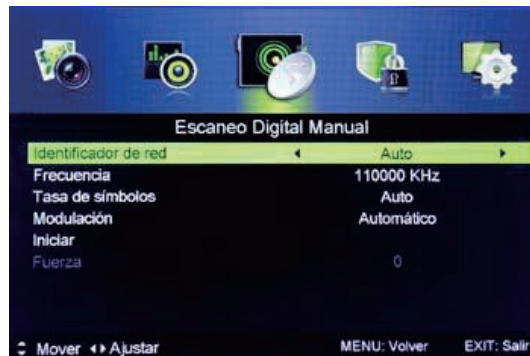 Escaneo Digital Manual
Identificador de red Auto
Frecuencia 110000 KHz
Tasa de símbolos Auto
Modulación Automático
Iniciar
Fuerza 0
Mover Ajustar MENU: Volver EXIT: Salir